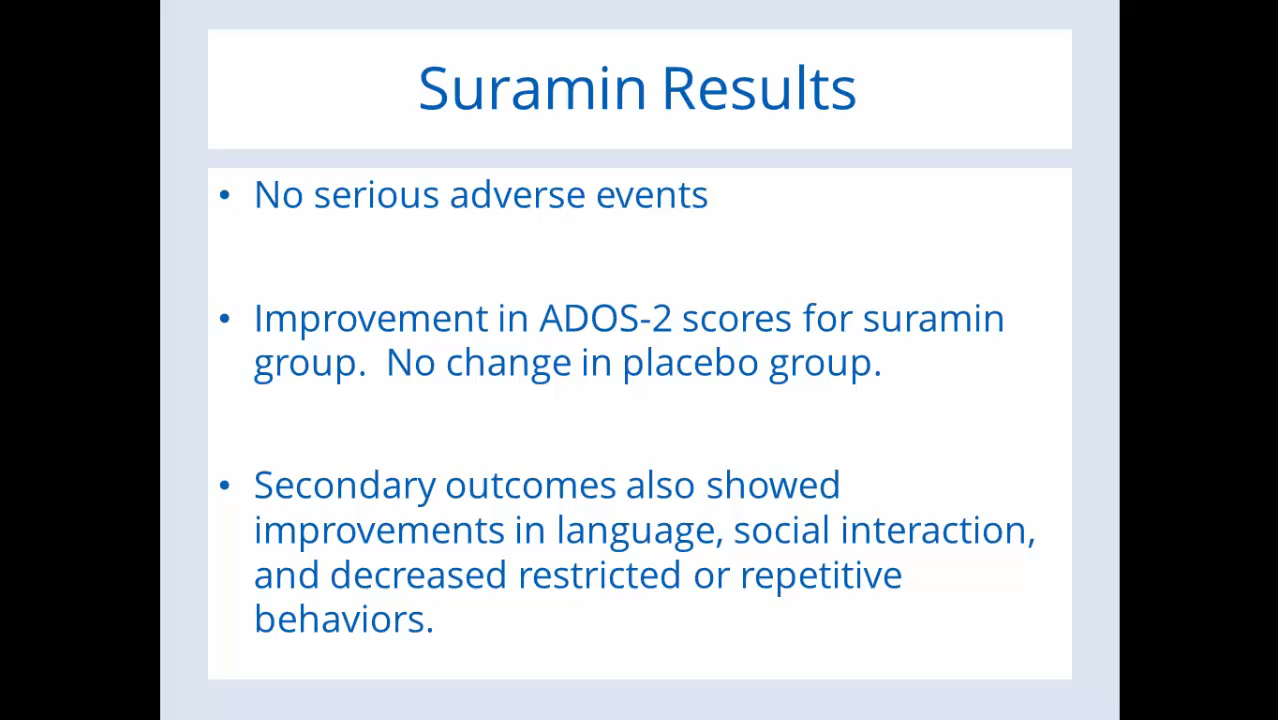 Suramin Results
• No serious adverse events
• Improvement in ADOS-2 scores for suramin
group.  No change in placebo group.
• Secondary outcomes also showed
improvements in language, social interaction,
and decreased restricted or repetitive
behaviors.